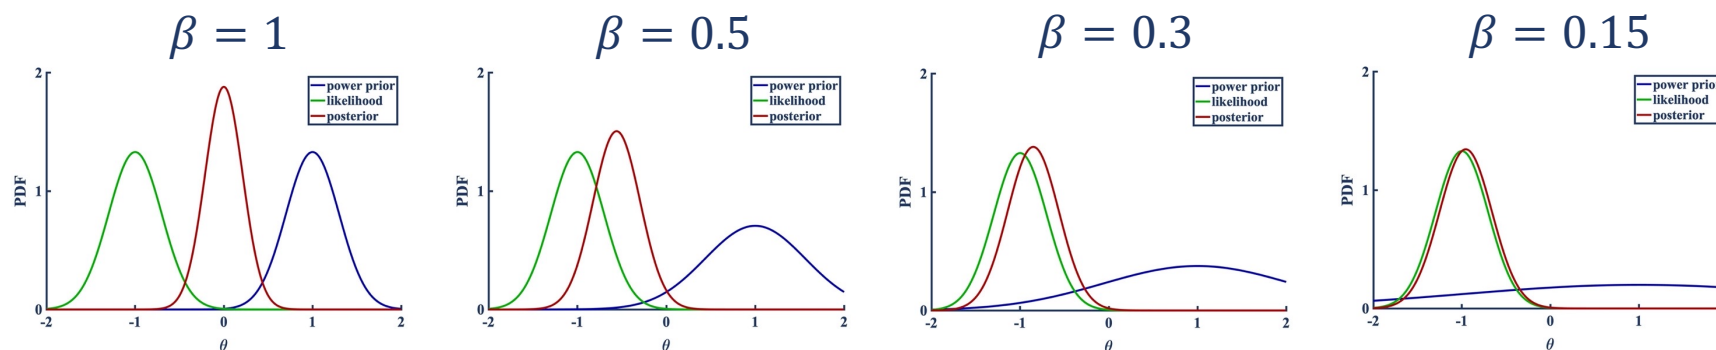 β = 1
2
1
0
-2
-1
0
1
2
PDF
θ
power prior
likelihood
posterior
β = 0.5
2
1
0
-2
-1
0
1
2
PDF
θ
power prior
likelihood
posterior
β = 0.3
2
1
0
-2
-1
0
1
2
PDF
θ
power prior
likelihood
posterior
β = 0.15
2
1
0
-2
-1
0
1
PDF
θ
power prior
likelihood
posterior